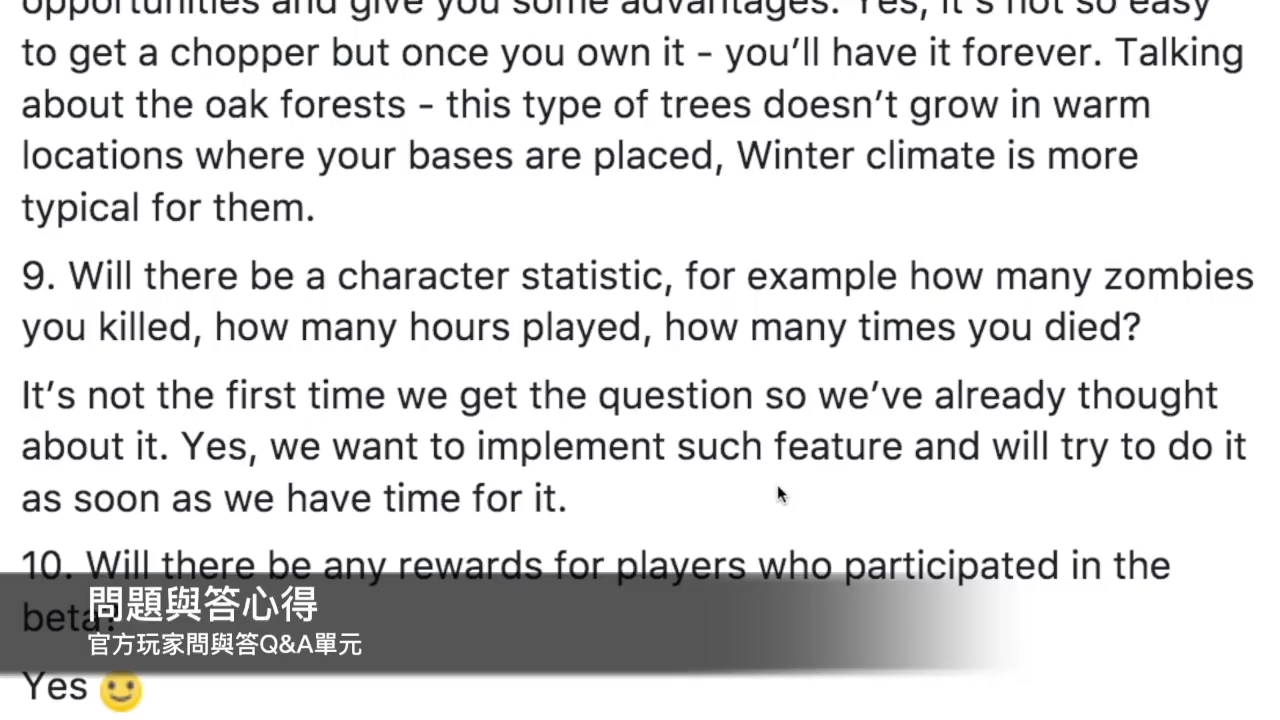 opportunities and give you some advantages. Yes, it's not so easy
to get a chopper but once you own it - you'll have it forever. Talking
about the oak forests - this type of trees doesn't grow in warm
locations where your bases are placed, Winter climate is more
typical for them.
9. Will there be a character statistic, for example how many zombies
you killed, how many hours played, how many times you died?
It's not the first time we get the question so we've already thought
about it. Yes, we want to implement such feature and will try to do it
as soon as we have time for it.
10. Will there be any rewards for players who participated in the
beta?
問題與答心得
官方玩家問與答Q&A單元
Yes 🙂